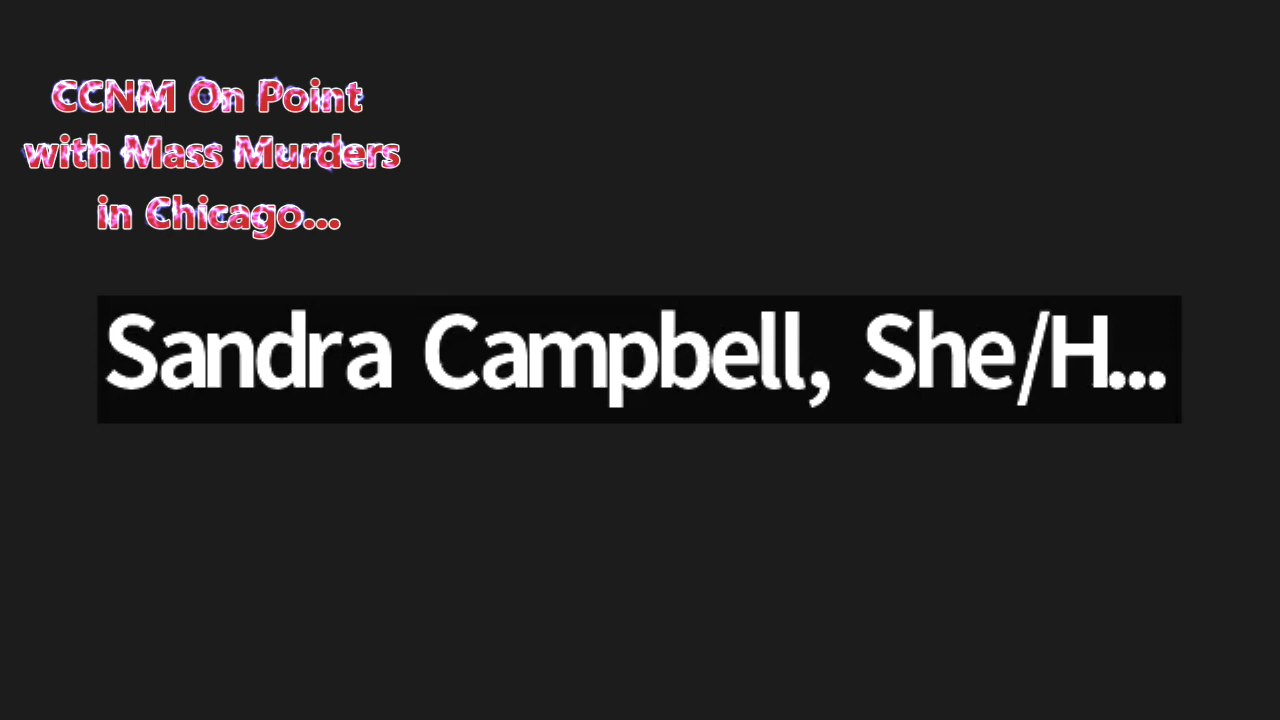 CCNM On Point
with Mass Murders
in Chicago...
Sandra Campbell, She/H...